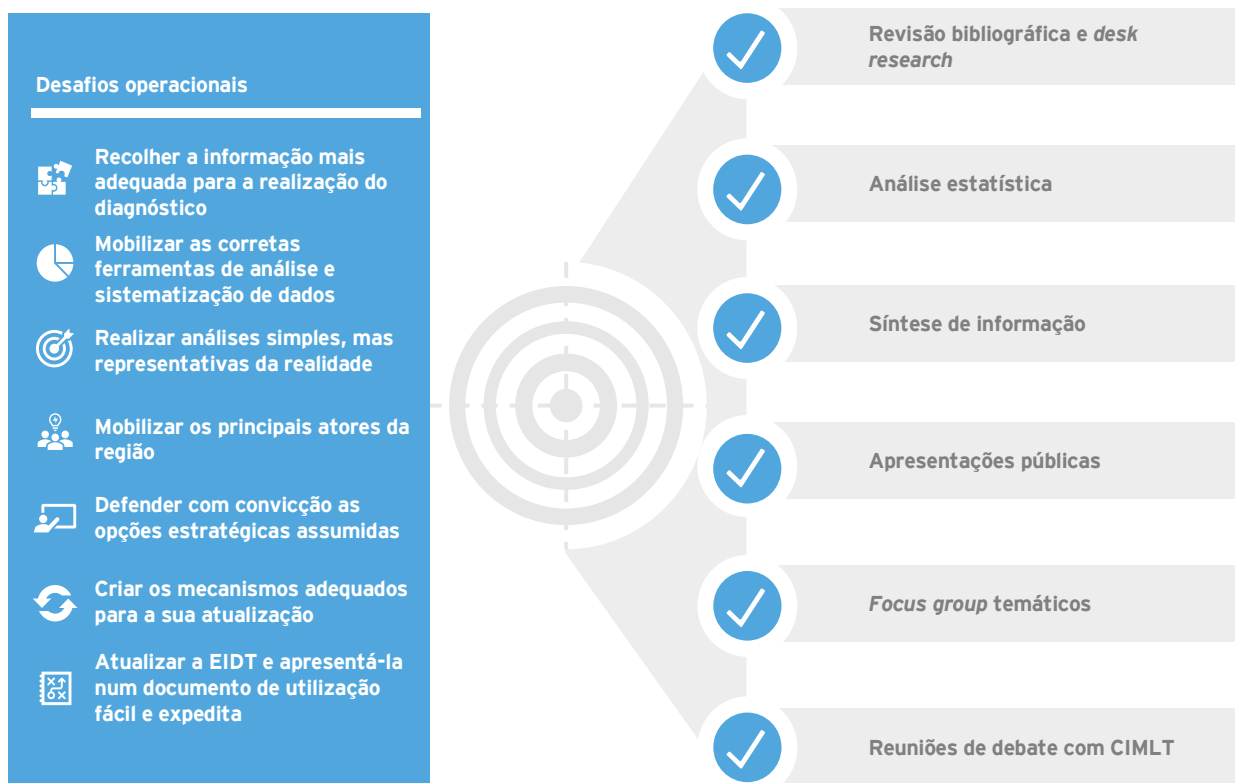 Desafios operacionais
Recolher a informação mais
adequada para a realização do
diagnóstico
Mobilizar as corretas
ferramentas de análise e
sistematização de dados
Realizar análises simples, mas
representativas da realidade
Mobilizar os principais atores da
região
Defender com convicção as
opções estratégicas assumidas
Criar os mecanismos adequados
para a sua atualização
Atualizar a EIDT e apresentá-la
num documento de utilização
fácil e expedita
Revisão bibliográfica e desk
research
Análise estatística
Síntese de informação
Apresentações públicas
Focus group temáticos
Reuniões de debate com CIMLT